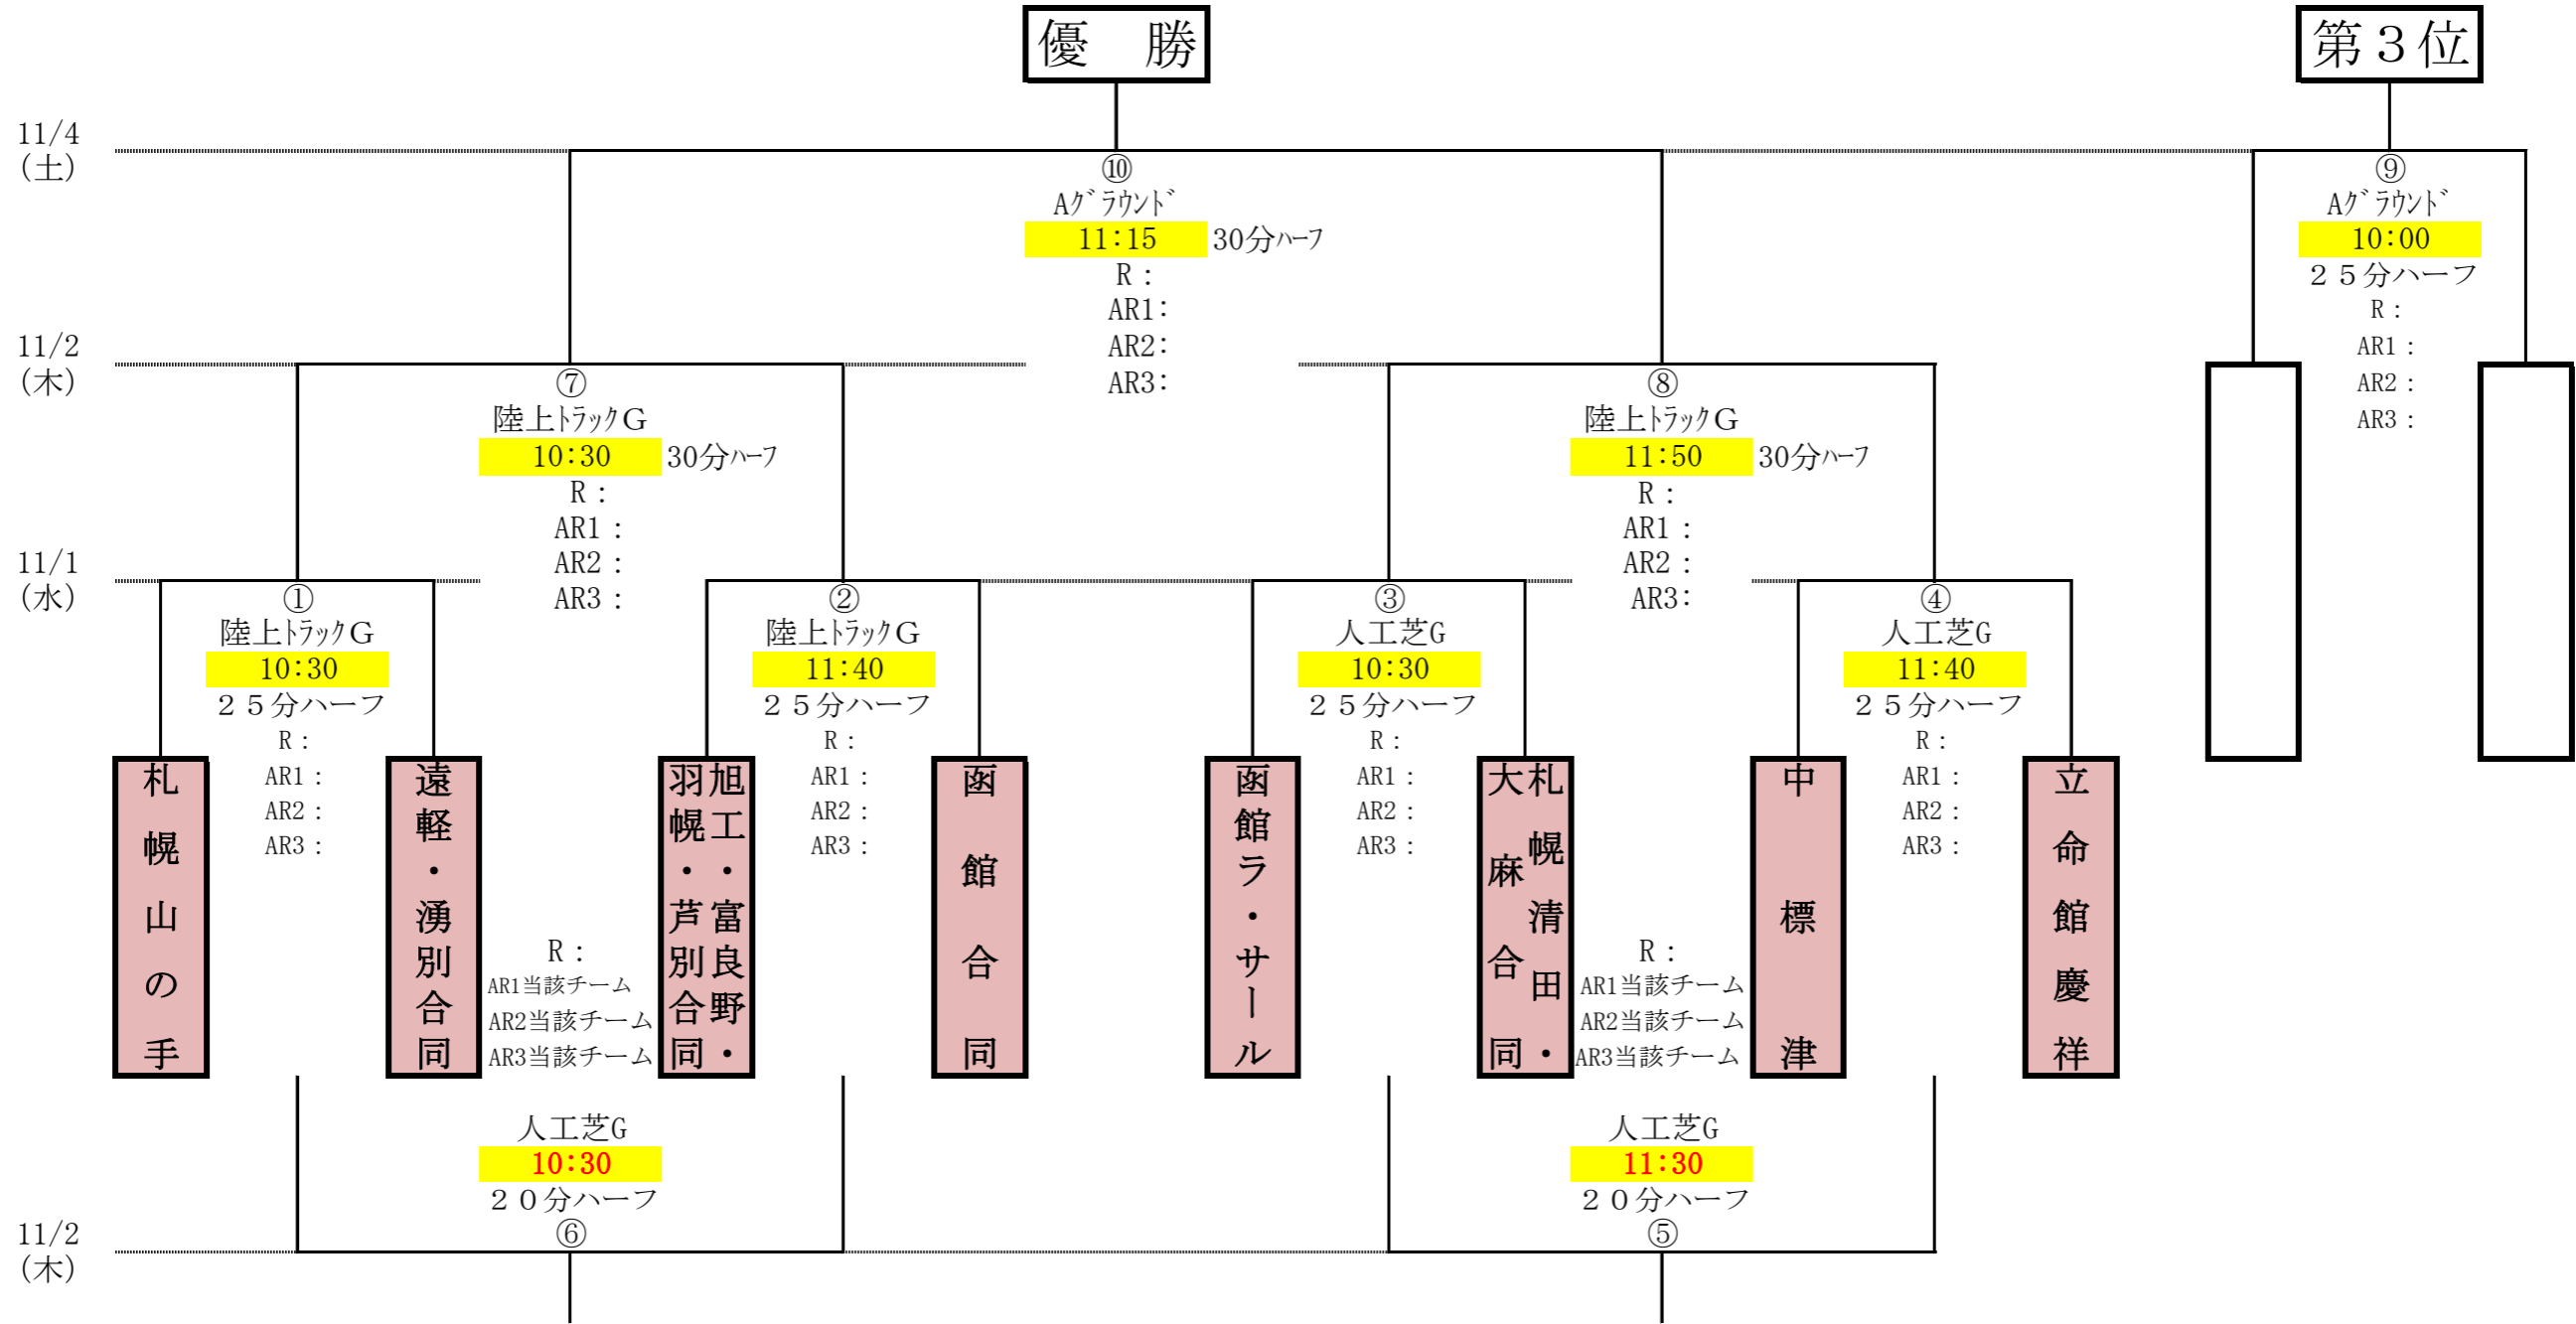 優　勝
第３位
11/4
(土)
⑩
Aｸﾞﾗｳﾝﾄﾞ
11:15
30分ﾊｰﾌ
R：
AR1:
AR2:
AR3:
⑨
Aｸﾞﾗｳﾝﾄﾞ
10:00
２５分ハーフ
R：
AR1：
AR2：
AR3：
11/2
(木)
⑦
陸上ﾄﾗｯｸＧ
10:30
30分ﾊｰﾌ
R：
AR1：
AR2：
AR3：
⑧
陸上ﾄﾗｯｸＧ
11:50
30分ﾊｰﾌ
R：
AR1：
AR2：
AR3:
11/1
(水)
①
陸上ﾄﾗｯｸＧ
10:30
２５分ハーフ
R：
AR1：
AR2：
AR3：
②
陸上ﾄﾗｯｸＧ
11:40
２５分ハーフ
R：
AR1：
AR2：
AR3：
③
人工芝G
10:30
２５分ハーフ
R：
AR1：
AR2：
AR3：
④
人工芝G
11:40
２５分ハーフ
R：
AR1：
AR2：
AR3：
札幌山の手
遠軽・湧別合同
旭工・富良野・
羽幌・芦別合同
函館合同
函館ラ・サール
札幌清田・
大麻合同
中標津
立命館慶祥
R：
AR1当該チーム
AR2当該チーム
AR3当該チーム
R：
AR1当該チーム
AR2当該チーム
AR3当該チーム
人工芝G
10:30
２０分ハーフ
⑥
人工芝G
11:30
２０分ハーフ
⑤
11/2
(木)